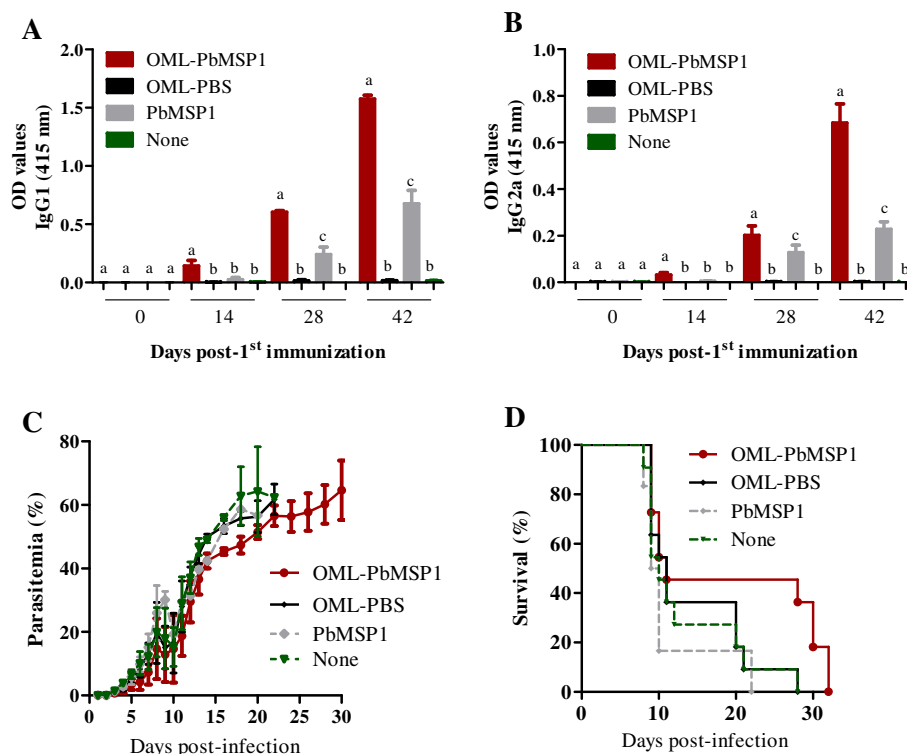 A
OD values
IgG1 (415 nm)
2.0
1.5
1.0
0.5
0.0
OML-PbMSP1
OML-PBS
PbMSP1
None
a a a a
a b b b
a b c b
a b c b
0 14 28 42
Days post-1st immunization
B
OD values
IgG2a (415 nm)
1.0
0.8
0.6
0.4
0.2
0.0
OML-PbMSP1
OML-PBS
PbMSP1
None
a a a a
a b b b
a b c b
a b c b
0 14 28 42
Days post-1st immunization
C
Parasitemia (%)
80
60
40
20
0
OML-PbMSP1
OML-PBS
PbMSP1
None
0 5 10 15 20 25 30
Days post-infection
D
Survival (%)
100
80
60
40
20
0
OML-PbMSP1
OML-PBS
PbMSP1
None
0 10 20 30
Days post-infection